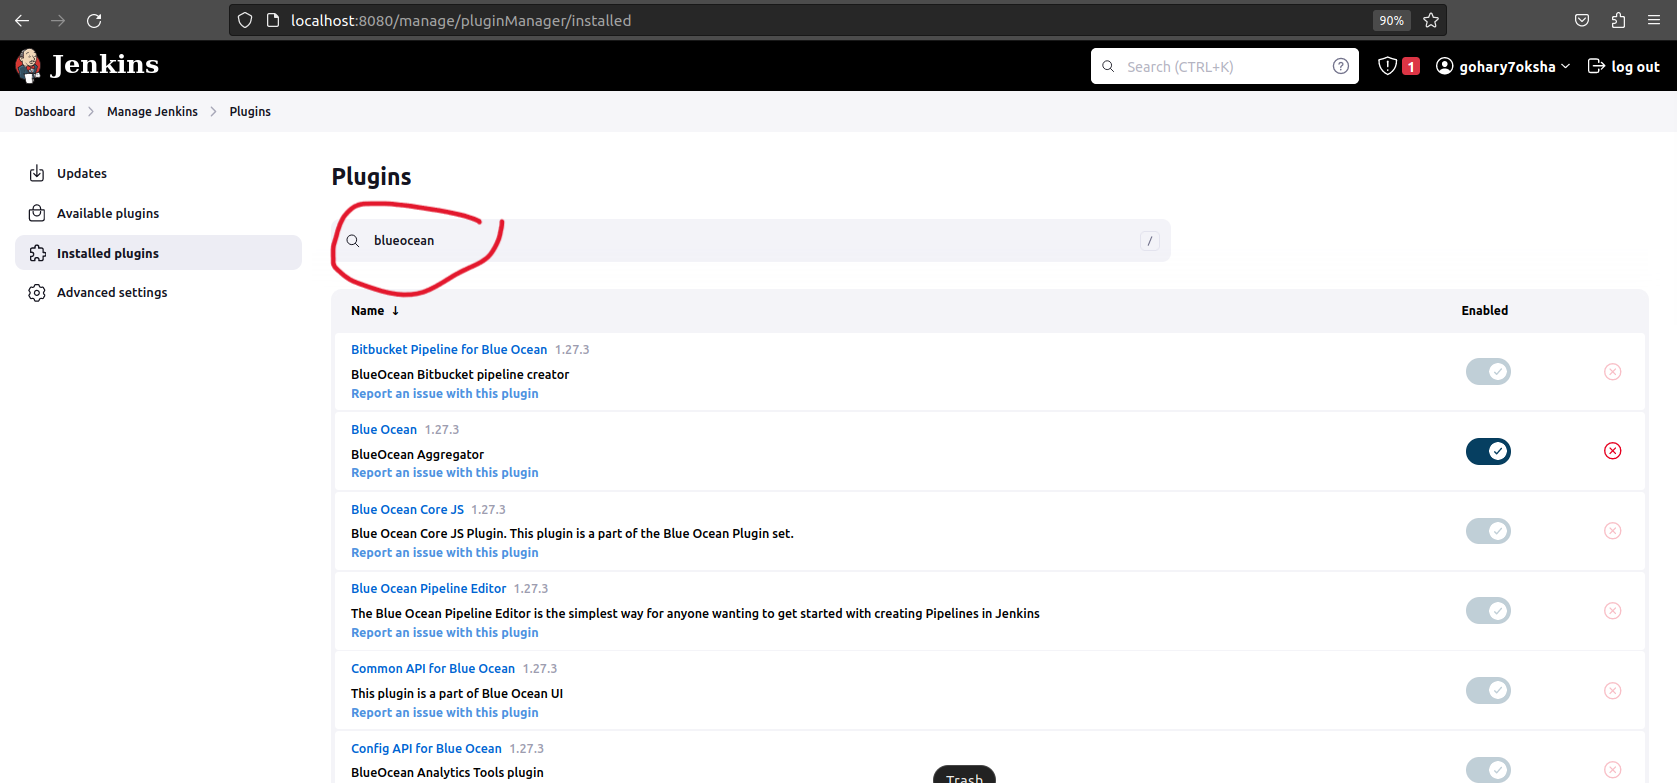 localhost:8080/manage/pluginManager/installed
90%
Jenkins
Search (CTRL+K)
?
1
gohary7oksha
log out
Dashboard
Manage Jenkins
Plugins
Updates
Available plugins
Installed plugins
Advanced settings
Plugins
blueocean
/
Name ↓
Enabled
Bitbucket Pipeline for Blue Ocean 1.27.3
BlueOcean Bitbucket pipeline creator
Report an issue with this plugin
Blue Ocean 1.27.3
BlueOcean Aggregator
Report an issue with this plugin
Blue Ocean Core JS 1.27.3
Blue Ocean Core JS Plugin. This plugin is a part of the Blue Ocean Plugin set.
Report an issue with this plugin
Blue Ocean Pipeline Editor 1.27.3
The Blue Ocean Pipeline Editor is the simplest way for anyone wanting to get started with creating Pipelines in Jenkins
Report an issue with this plugin
Common API for Blue Ocean 1.27.3
This plugin is a part of Blue Ocean UI
Report an issue with this plugin
Config API for Blue Ocean 1.27.3
BlueOcean Analytics Tools plugin
Trash